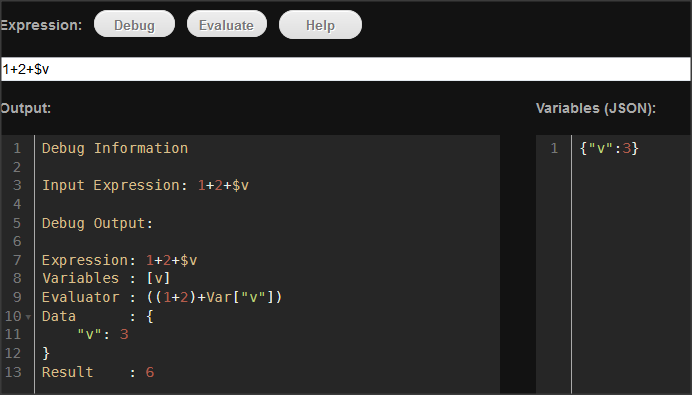 Expression: Debug Evaluate Help
1+2+$v
Output:
Variables (JSON):
1 Debug Information
2
3 Input Expression: 1+2+$v
4
5 Debug Output:
6
7 Expression: 1+2+$v
8 Variables : [v]
9 Evaluator : ((1+2)+Var["v"])
10 Data      : {
11     "v": 3
12 }
13 Result    : 6
1 {"v":3}